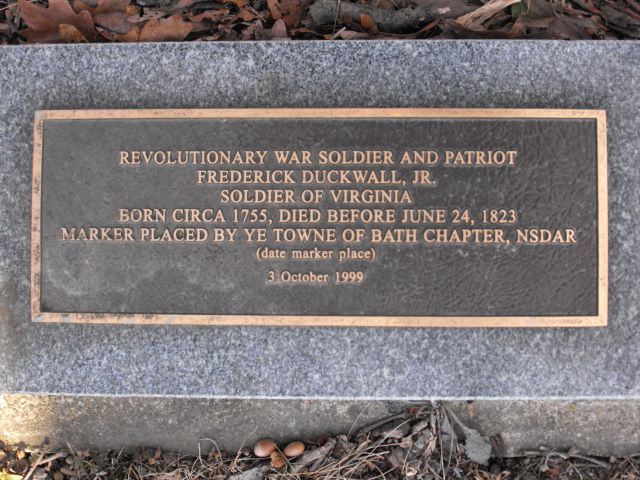 REVOLUTIONARY WAR SOLDIER AND PATRIOT
FREDERICK DUCKWALL, JR.
SOLDIER OF VIRGINIA
BORN CIRCA 1755, DIED BEFORE JUNE 24, 1823
MARKER PLACED BY YE TOWNE OF BATH CHAPTER, NSDAR
(date marker place)
3 October 1999